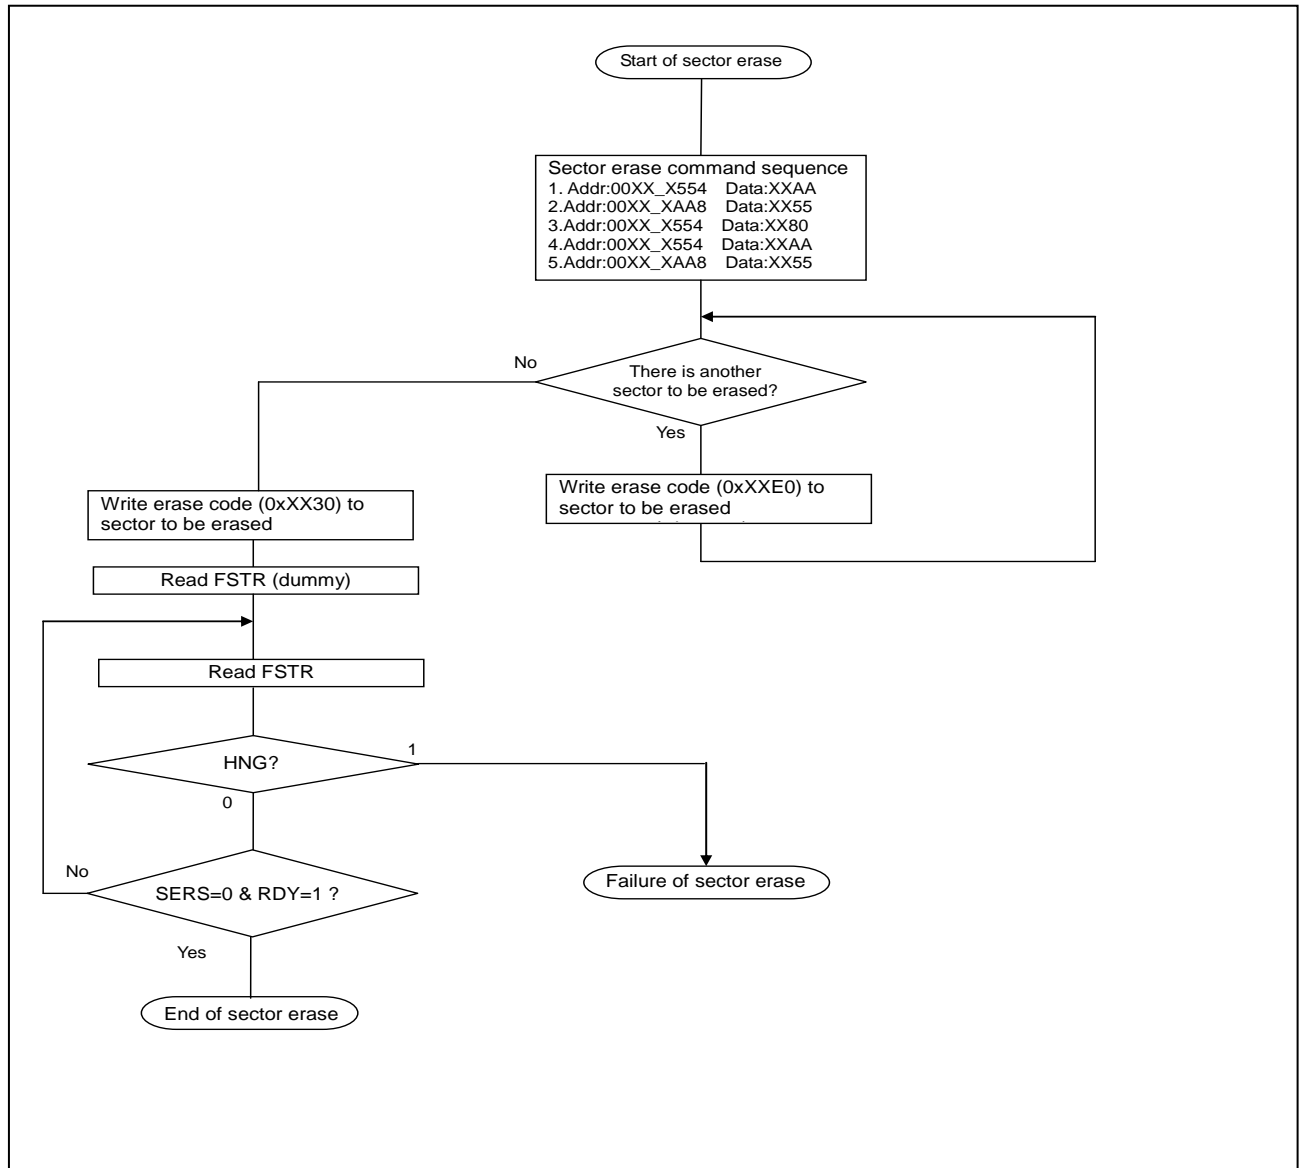 Start of sector erase
Sector erase command sequence
1. Addr:00XX_X554 Data:XXAA
2.Addr:00XX_XAA8 Data:XX55
3.Addr:00XX_X554 Data:XX80
4.Addr:00XX_X554 Data:XXAA
5.Addr:00XX_XAA8 Data:XX55
There is another
sector to be erased?
No
Yes
Write erase code (0xXXE0) to
sector to be erased
Write erase code (0xXX30) to
sector to be erased
Read FSTR (dummy)
Read FSTR
HNG?
1
0
SERS=0 & RDY=1 ?
No
Yes
Failure of sector erase
End of sector erase